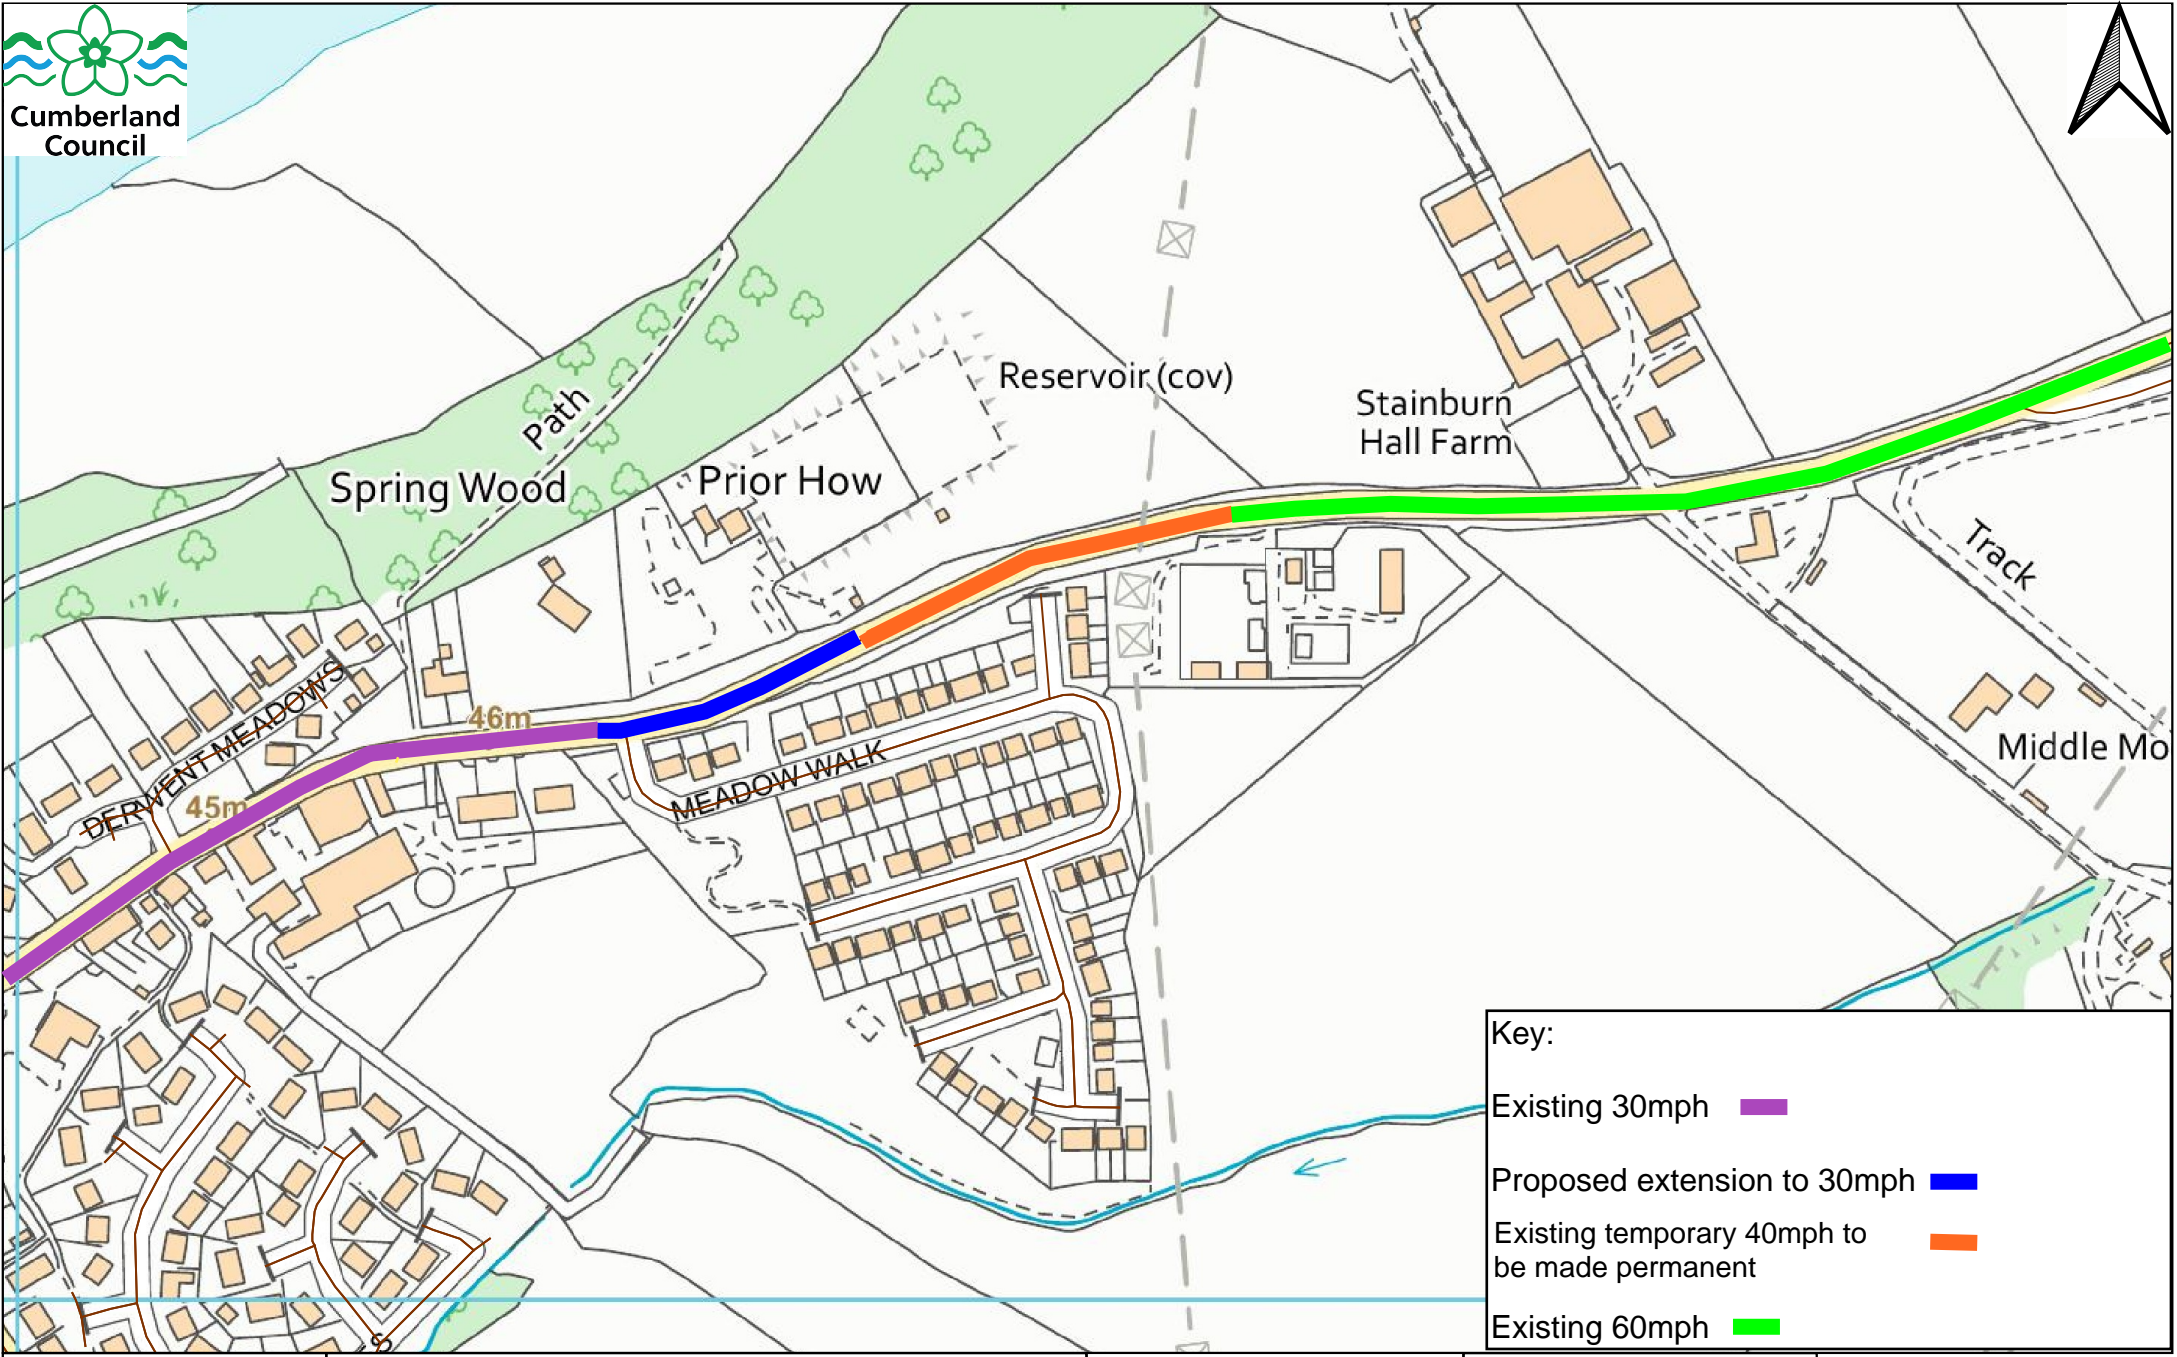 Cumberland
Council
Reservoir (cov)
Stainburn
Hall Farm
Path
Spring Wood
Prior How
Track
DERWENT MEADOWS
46m
45m
MEADOW WALK
Middle Mo
S
Key:
Existing 30mph
Proposed extension to 30mph
Existing temporary 40mph to
be made permanent
Existing 60mph